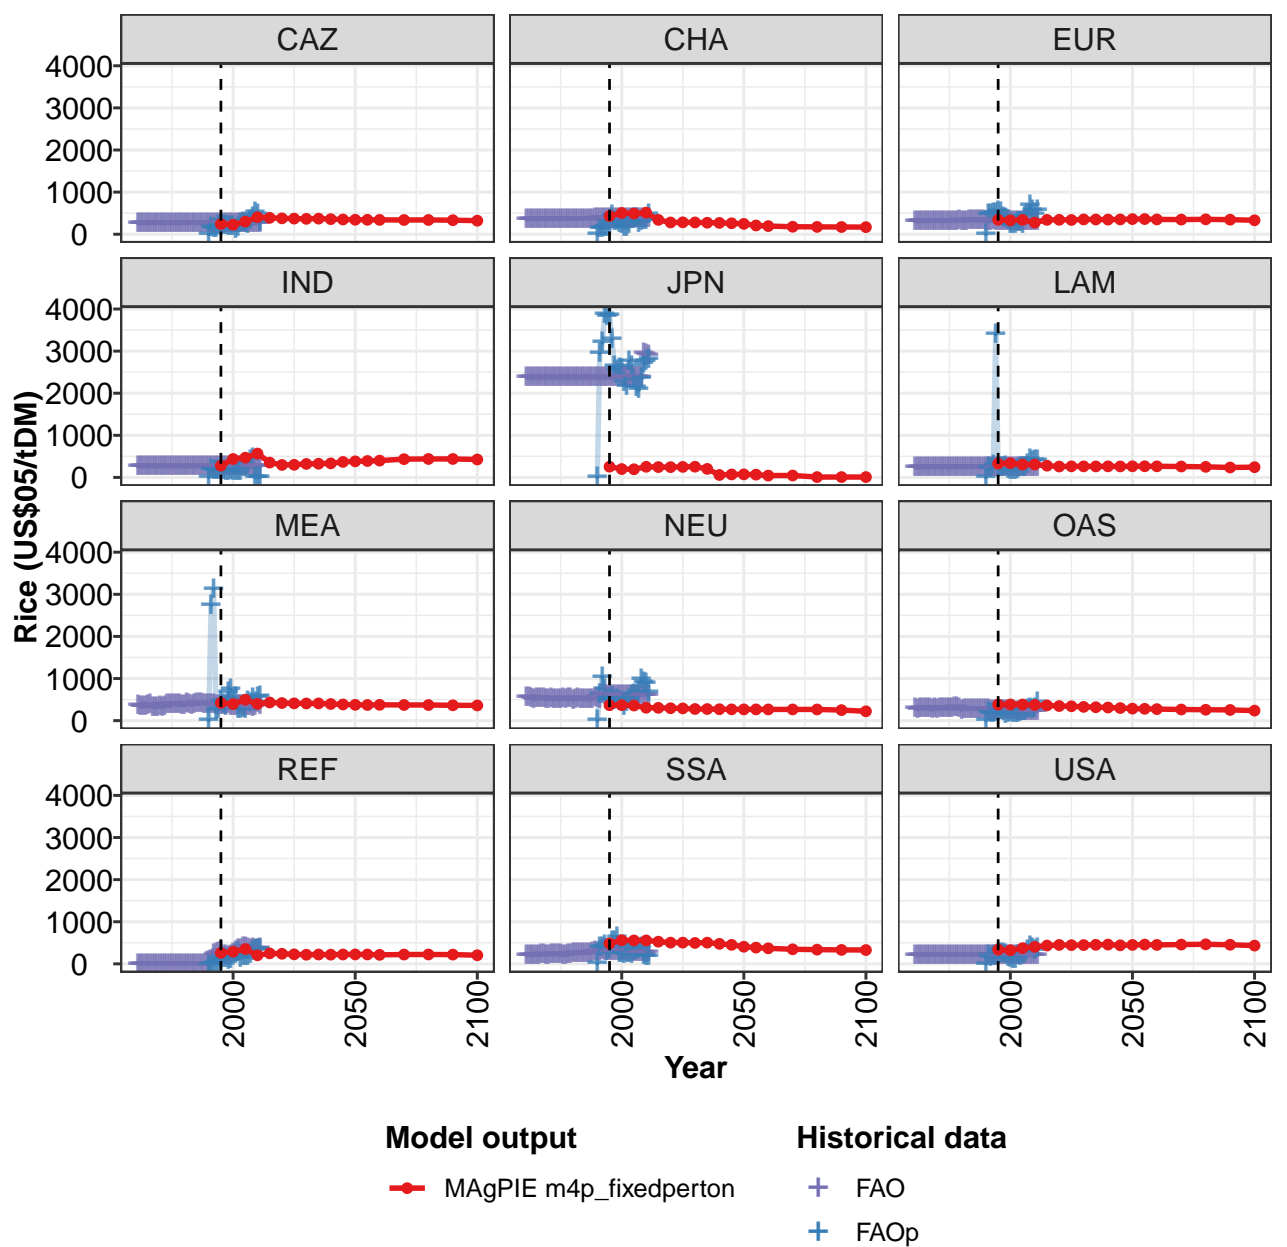 CAZ CHA EUR
4000
3000
2000
1000
0
IND JPN LAM
4000
3000
2000
1000
0
MEA NEU OAS
4000
3000
2000
1000
0
REF SSA USA
4000
3000
2000
1000
0
Rice (US$05/tDM)
2000 2050 2100 2000 2050 2100 2000 2050 2100
Year
Model output Historical data
MAgPIE m4p_fixedperton FAO
FAOp